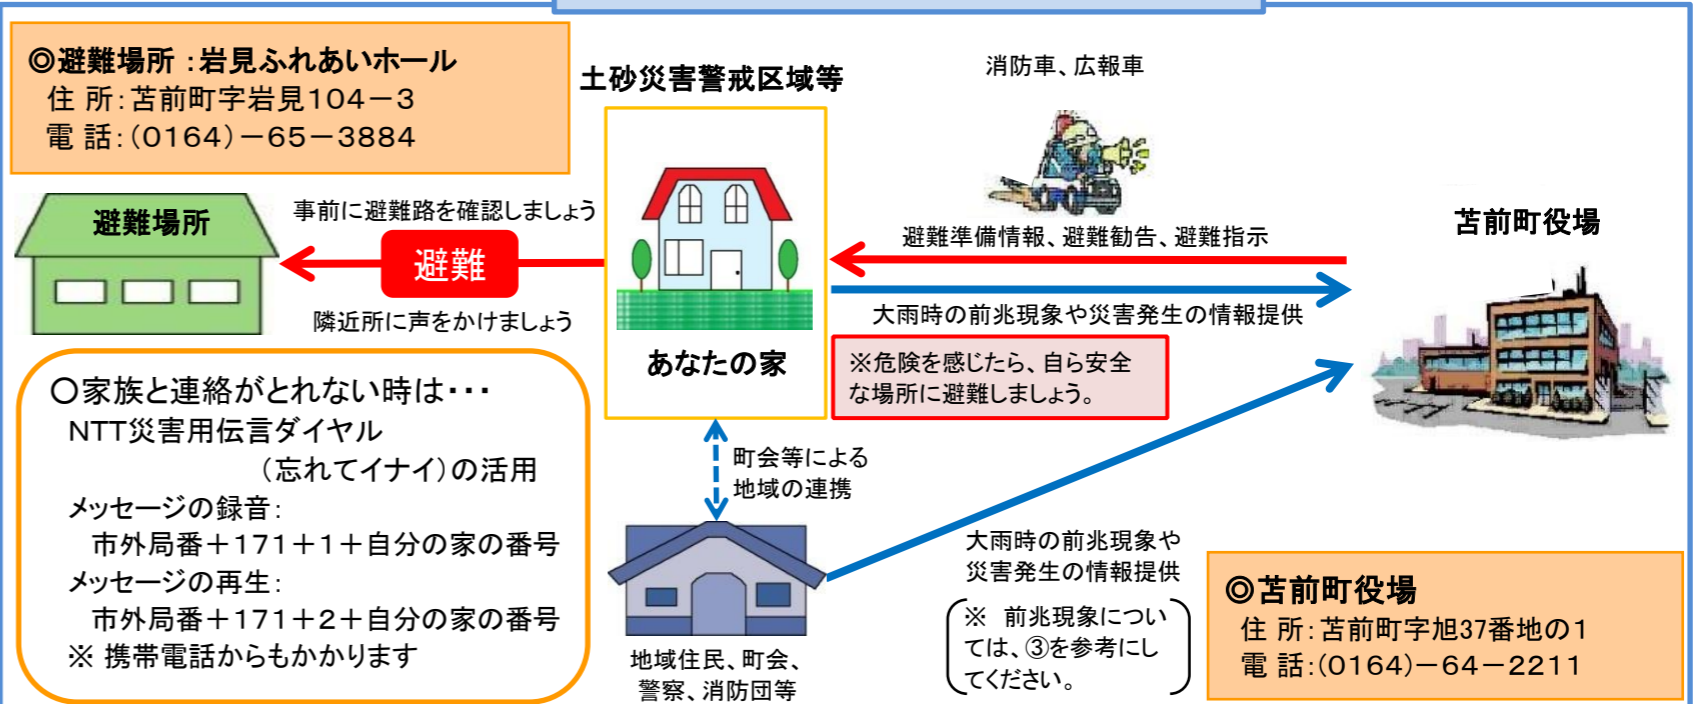 ◎避難場所：岩見ふれあいホール
住 所：苫前町字岩見104－3
電 話：（0164）－65－3884
土砂災害警戒区域等
消防車、広報車
避難場所
事前に避難路を確認しましょう
避難
隣近所に声をかけましょう
あなたの家
避難準備情報、避難勧告、避難指示
大雨時の前兆現象や災害発生の情報提供
※危険を感じたら、自ら安全
な場所に避難しましょう。
苫前町役場
○家族と連絡がとれない時は・・・
NTT災害用伝言ダイヤル
（忘れてイナイ）の活用
メッセージの録音：
市外局番＋171＋1＋自分の家の番号
メッセージの再生：
市外局番＋171＋2＋自分の家の番号
※ 携帯電話からもかかります
町会等による
地域の連携
地域住民、町会、
警察、消防団等
大雨時の前兆現象や
災害発生の情報提供
※ 前兆現象につい
ては、③を参考にし
てください。
◎苫前町役場
住 所：苫前町字旭37番地の1
電 話：（0164）－64－2211